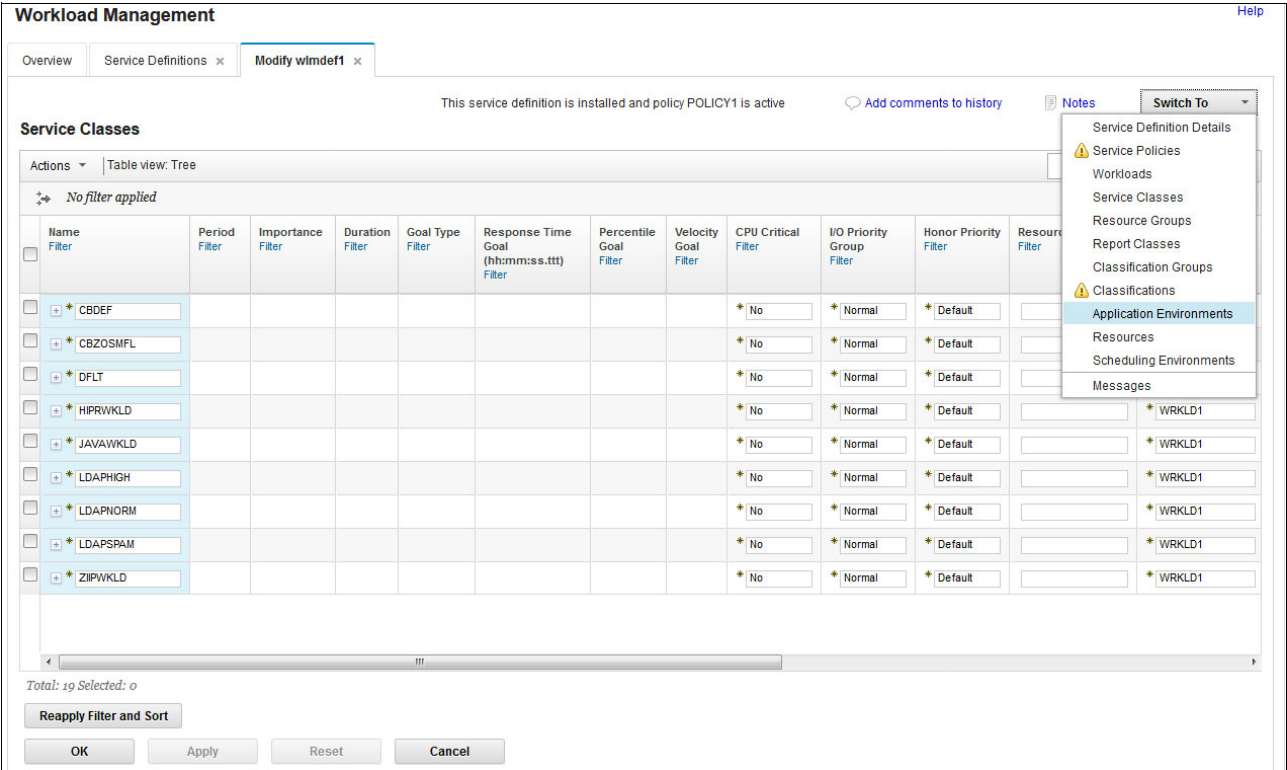 Workload Management
Help
Overview
Service Definitions ×
Modify wlmdef1 ×
This service definition is installed and policy POLICY1 is active
Add comments to history
Notes
Switch To
Service Classes
Service Definition Details
Service Policies
Workloads
Service Classes
Resource Groups
Report Classes
Classification Groups
Classifications
Application Environments
Resources
Scheduling Environments
Messages
Actions
Table view: Tree
No filter applied
Name
Filter
Period
Filter
Importance
Filter
Duration
Filter
Goal Type
Filter
Response Time
Goal
(hh:mm:ss.ttt)
Filter
Percentile
Goal
Filter
Velocity
Goal
Filter
CPU Critical
Filter
I/O Priority
Group
Filter
Honor Priority
Filter
Resourc
Filter
* CBDEF * No * Normal * Default
* CBZOSMFL * No * Normal * Default
* DFLT * No * Normal * Default
* HIPRWKLD * No * Normal * Default * WRKLD1
* JAVAWKLD * No * Normal * Default * WRKLD1
* LDAPHIGH * No * Normal * Default * WRKLD1
* LDAPNORM * No * Normal * Default * WRKLD1
* LDAPSPAM * No * Normal * Default * WRKLD1
* ZIIPWKLD * No * Normal * Default * WRKLD1
Total: 19 Selected: 0
Reapply Filter and Sort
OK
Apply
Reset
Cancel